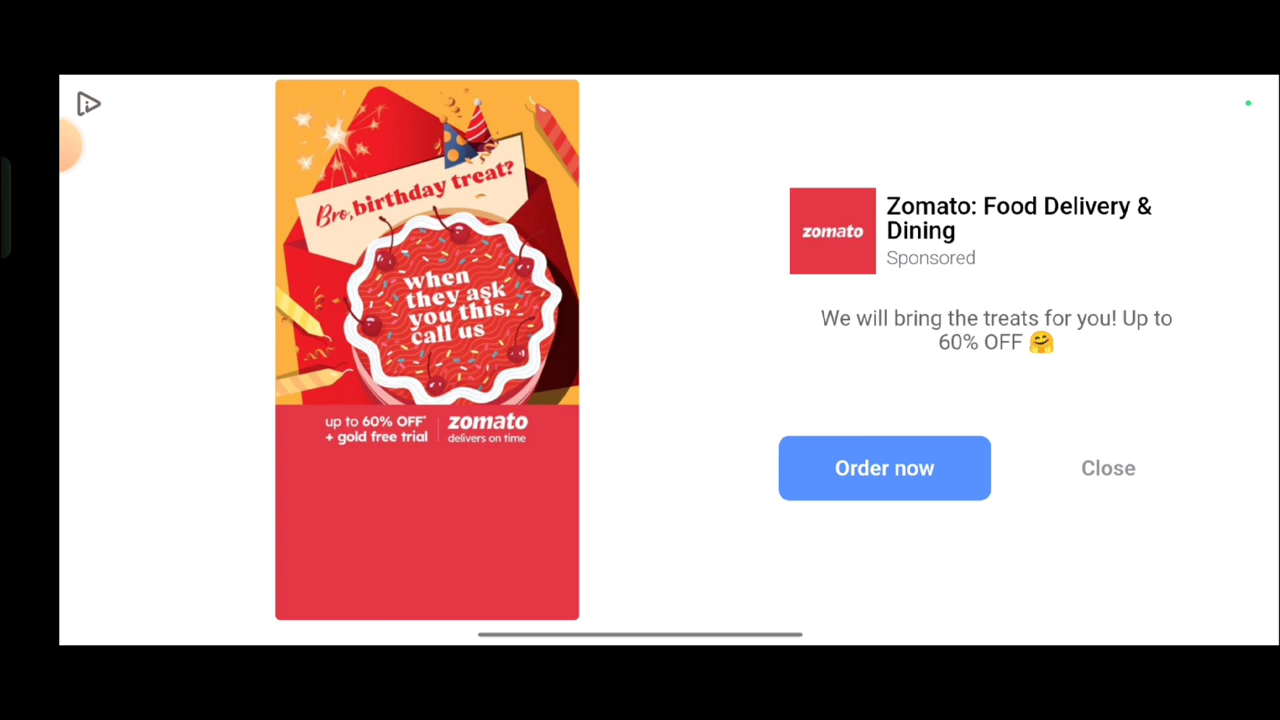 Bro, birthday treat?
when
they ask
you this,
call us
up to 60% OFF*
+ gold free trial
zomato
delivers on time
zomato
Zomato: Food Delivery &
Dining
Sponsored
We will bring the treats for you! Up to
60% OFF 🤗
Order now
Close